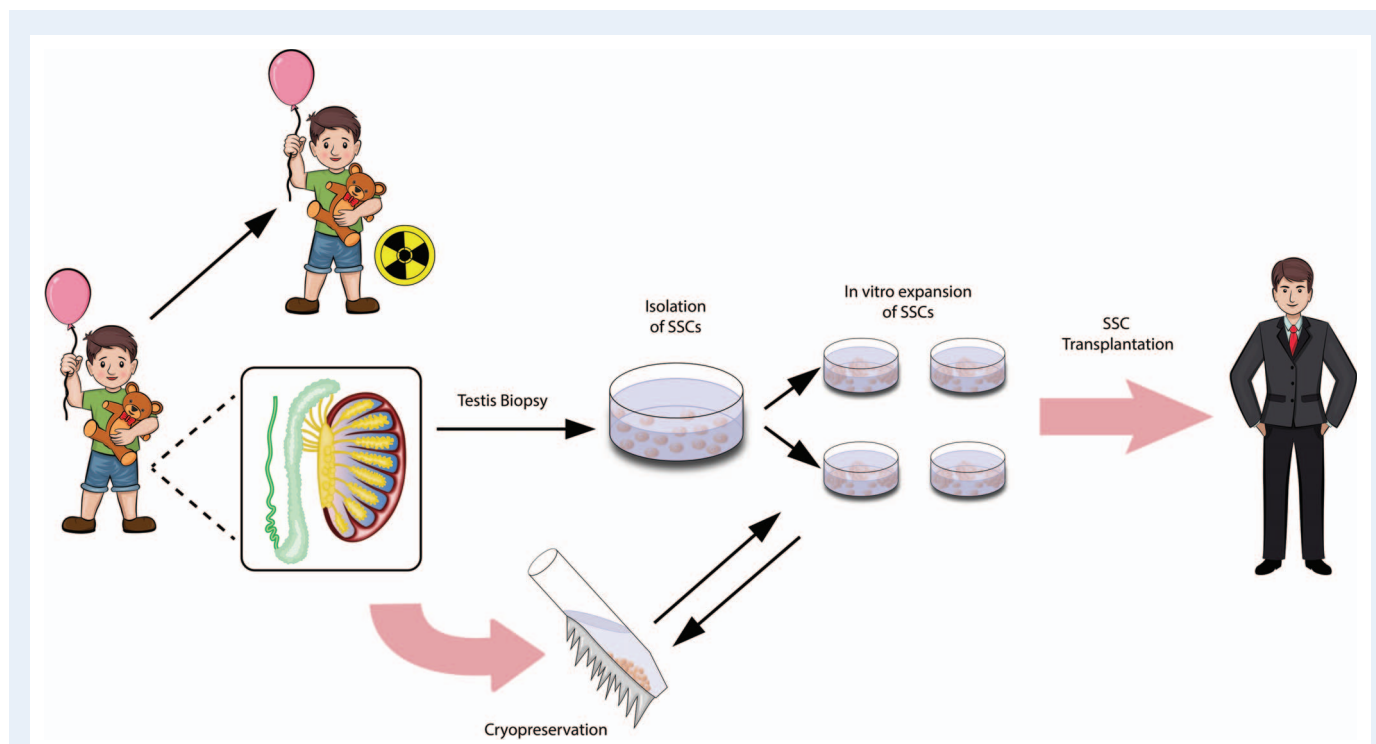 Isolation
of SSCs
In vitro expansion
of SSCs
SSC
Transplantation
Testis Biopsy
Cryopreservation